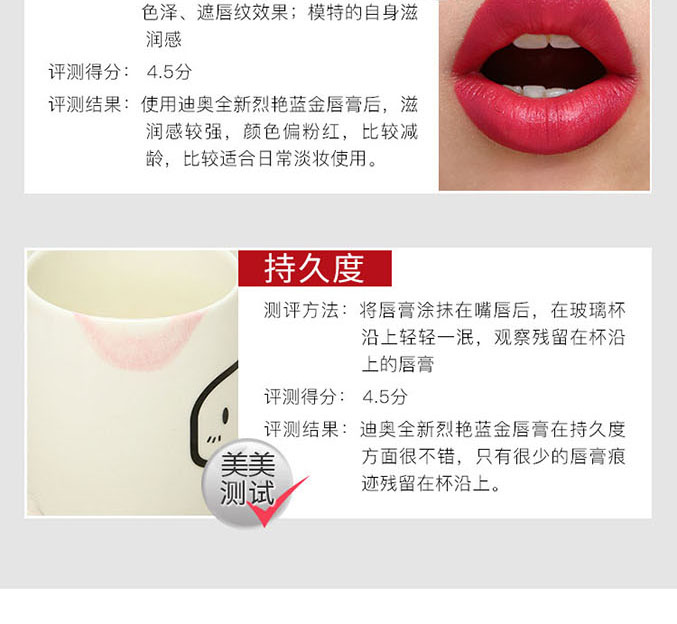 色泽、遮唇纹效果；模特的自身滋
润感
评测得分： 4.5分
评测结果：使用迪奥全新烈艳蓝金唇膏后，滋
润感较强，颜色偏粉红，比较减
龄，比较适合日常淡妆使用。
持久度
测评方法：将唇膏涂抹在嘴唇后，在玻璃杯
沿上轻轻一泯，观察残留在杯沿
上的唇膏
评测得分： 4.5分
评测结果：迪奥全新烈艳蓝金唇膏在持久度
方面很不错，只有很少的唇膏痕
迹残留在杯沿上。
美美
测试